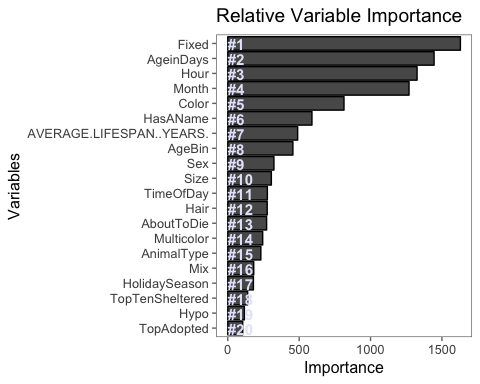 Relative Variable Importance
Variables
Fixed #1
AgeinDays #2
Hour #3
Month #4
Color #5
HasAName #6
AVERAGE.LIFESPAN..YEARS. #7
AgeBin #8
Sex #9
Size #10
TimeOfDay #11
Hair #12
AboutToDie #13
Multicolor #14
AnimalType #15
Mix #16
HolidaySeason #17
TopTenSheltered #18
Hypo #19
TopAdopted #20
0 500 1000 1500
Importance